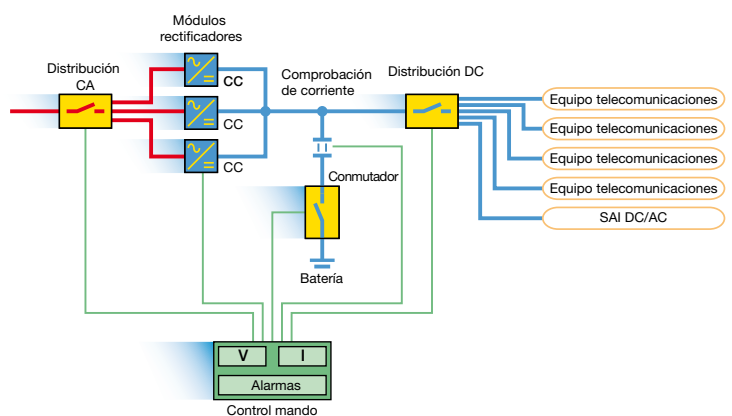 Módulos
rectificadores
Distribución
CA
CC
CC
CC
Comprobación
de corriente
Distribución DC
Equipo telecomunicaciones
Equipo telecomunicaciones
Equipo telecomunicaciones
Equipo telecomunicaciones
SAI DC/AC
Conmutador
Batería
V
I
Alarmas
Control mando